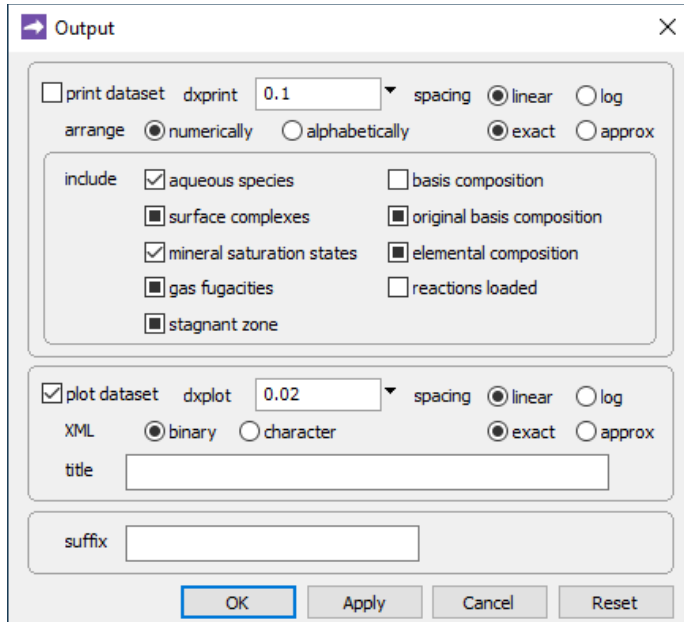 Output
print dataset dxprint 0.1 spacing linear log
arrange numerically alphabetically exact approx
include aqueous species basis composition
surface complexes original basis composition
mineral saturation states elemental composition
gas fugacities reactions loaded
stagnant zone
plot dataset dxplot 0.02 spacing linear log
XML binary character exact approx
title
suffix
OK Apply Cancel Reset